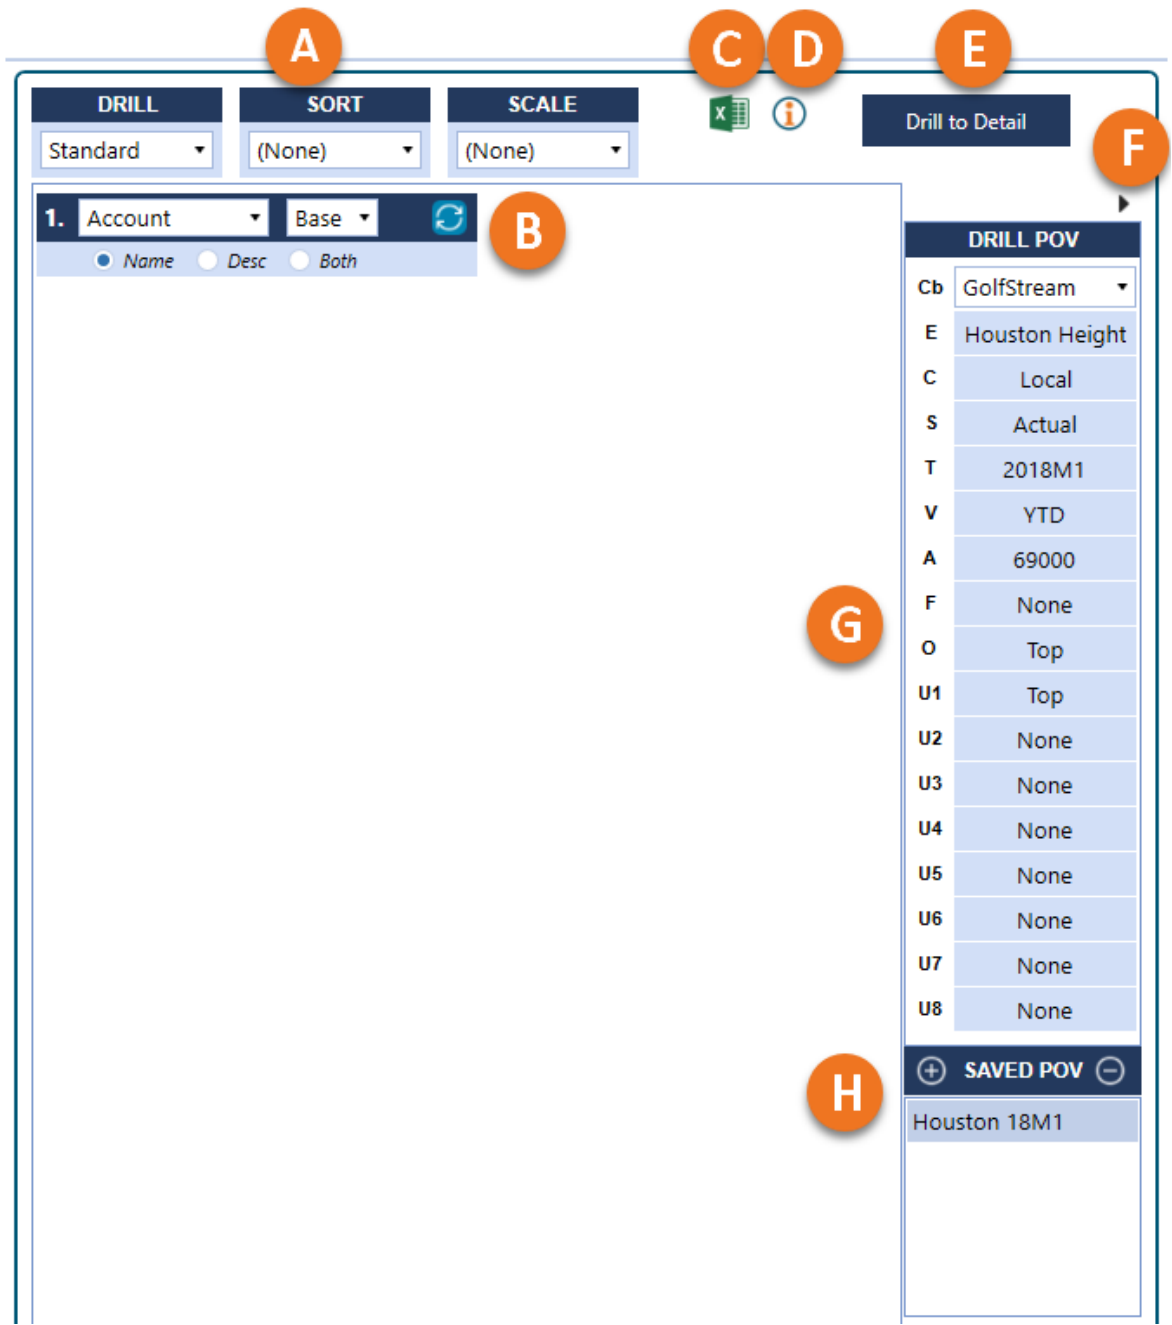 A
C D E
DRILL SORT SCALE
Standard (None) (None)
X
i
Drill to Detail
F
1. Account Base
B
Name Desc Both
DRILL POV
Cb GolfStream
E Houston Height
C Local
S Actual
T 2018M1
V YTD
A 69000
F None
G
O Top
U1 Top
U2 None
U3 None
U4 None
U5 None
U6 None
U7 None
U8 None
H
SAVED POV
Houston 18M1